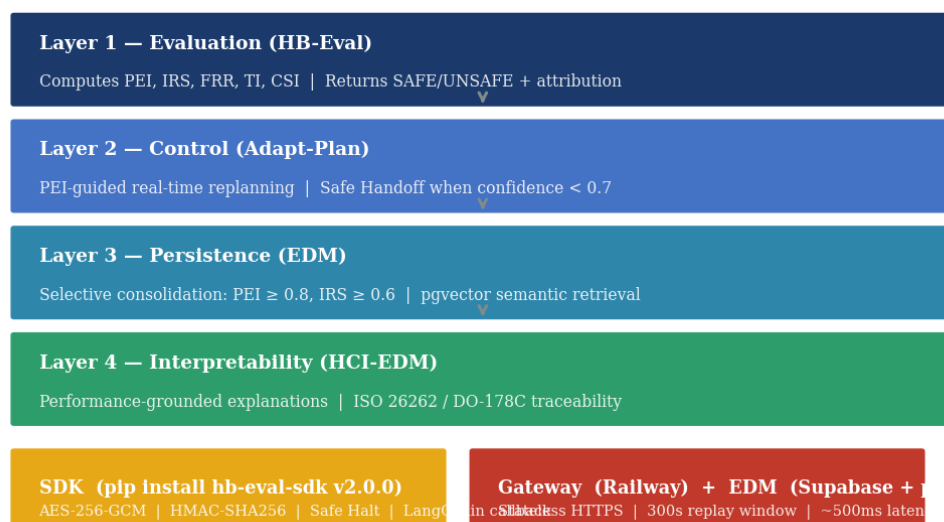 Layer 1 — Evaluation (HB-Eval)
Computes PEI, IRS, FRR, TI, CSI | Returns SAFE/UNSAFE + attribution
Layer 2 — Control (Adapt-Plan)
PEI-guided real-time replanning | Safe Handoff when confidence < 0.7
Layer 3 — Persistence (EDM)
Selective consolidation: PEI ≥ 0.8, IRS ≥ 0.6 | pgvector semantic retrieval
Layer 4 — Interpretability (HCI-EDM)
Performance-grounded explanations | ISO 26262 / DO-178C traceability
SDK (pip install hb-eval-sdk v2.0.0)
AES-256-GCM | HMAC-SHA256 | Safe Halt |
Gateway (Railway) + EDM (Supabase +
HTTPS | 300s replay window |